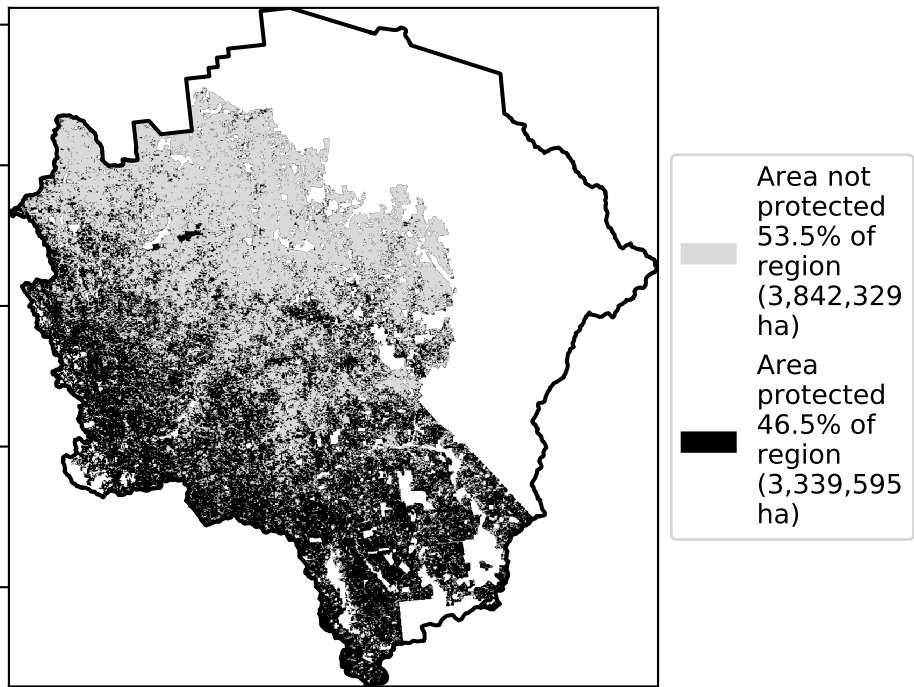 Area not
protected
53.5% of
region
(3,842,329
ha)
Area
protected
46.5% of
region
(3,339,595
ha)